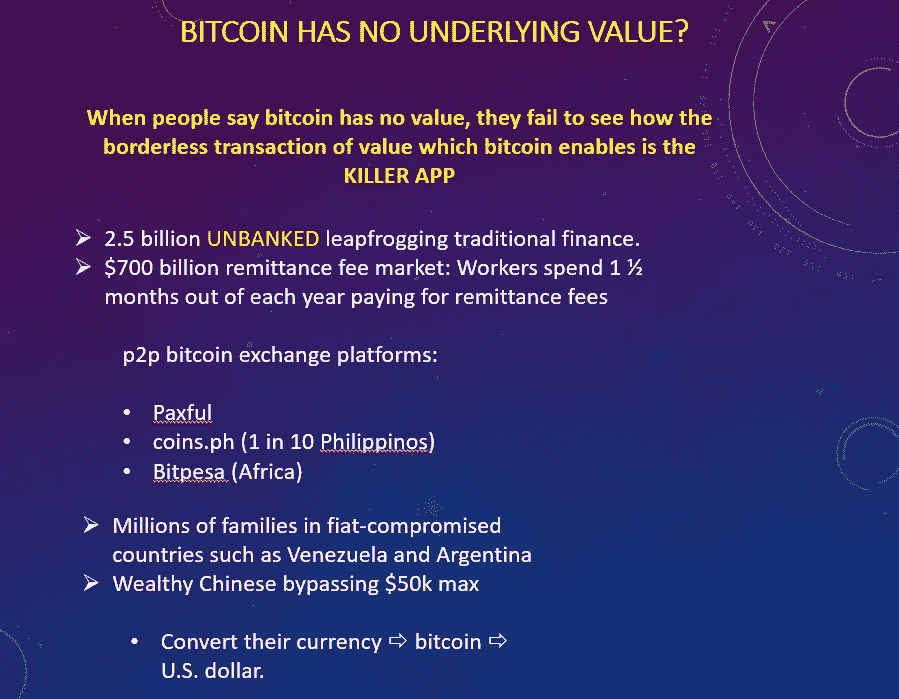 BITCOIN HAS NO UNDERLYING VALUE?
When people say bitcoin has no value, they fail to see how the
borderless transaction of value which bitcoin enables is the
KILLER APP
➢ 2.5 billion UNBANKED leapfrogging traditional finance.
➢ $700 billion remittance fee market: Workers spend 1 ½
months out of each year paying for remittance fees
p2p bitcoin exchange platforms:
• Paxful
• coins.ph (1 in 10 Philippinos)
• Bitpesa (Africa)
➢ Millions of families in fiat-compromised
countries such as Venezuela and Argentina
➢ Wealthy Chinese bypassing $50k max
• Convert their currency ⇨ bitcoin ⇨
U.S. dollar.